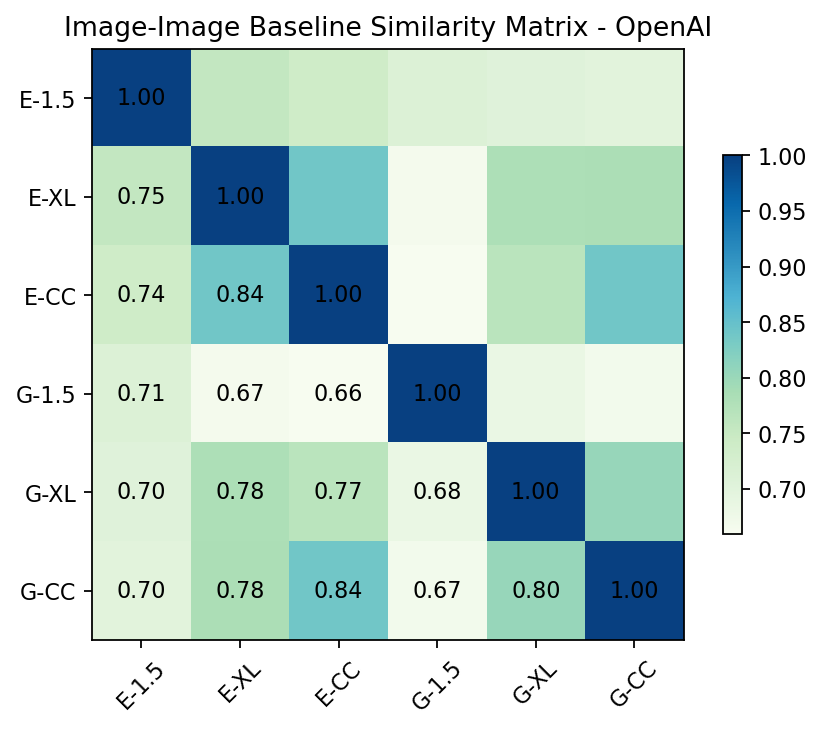 Image-Image Baseline Similarity Matrix - OpenAI
E-1.5 1.00
E-XL 0.75 1.00
E-CC 0.74 0.84 1.00
G-1.5 0.71 0.67 0.66 1.00
G-XL 0.70 0.78 0.77 0.68 1.00
G-CC 0.70 0.78 0.84 0.67 0.80 1.00
E-1.5 E-XL E-CC G-1.5 G-XL G-CC
1.00
0.95
0.90
0.85
0.80
0.75
0.70